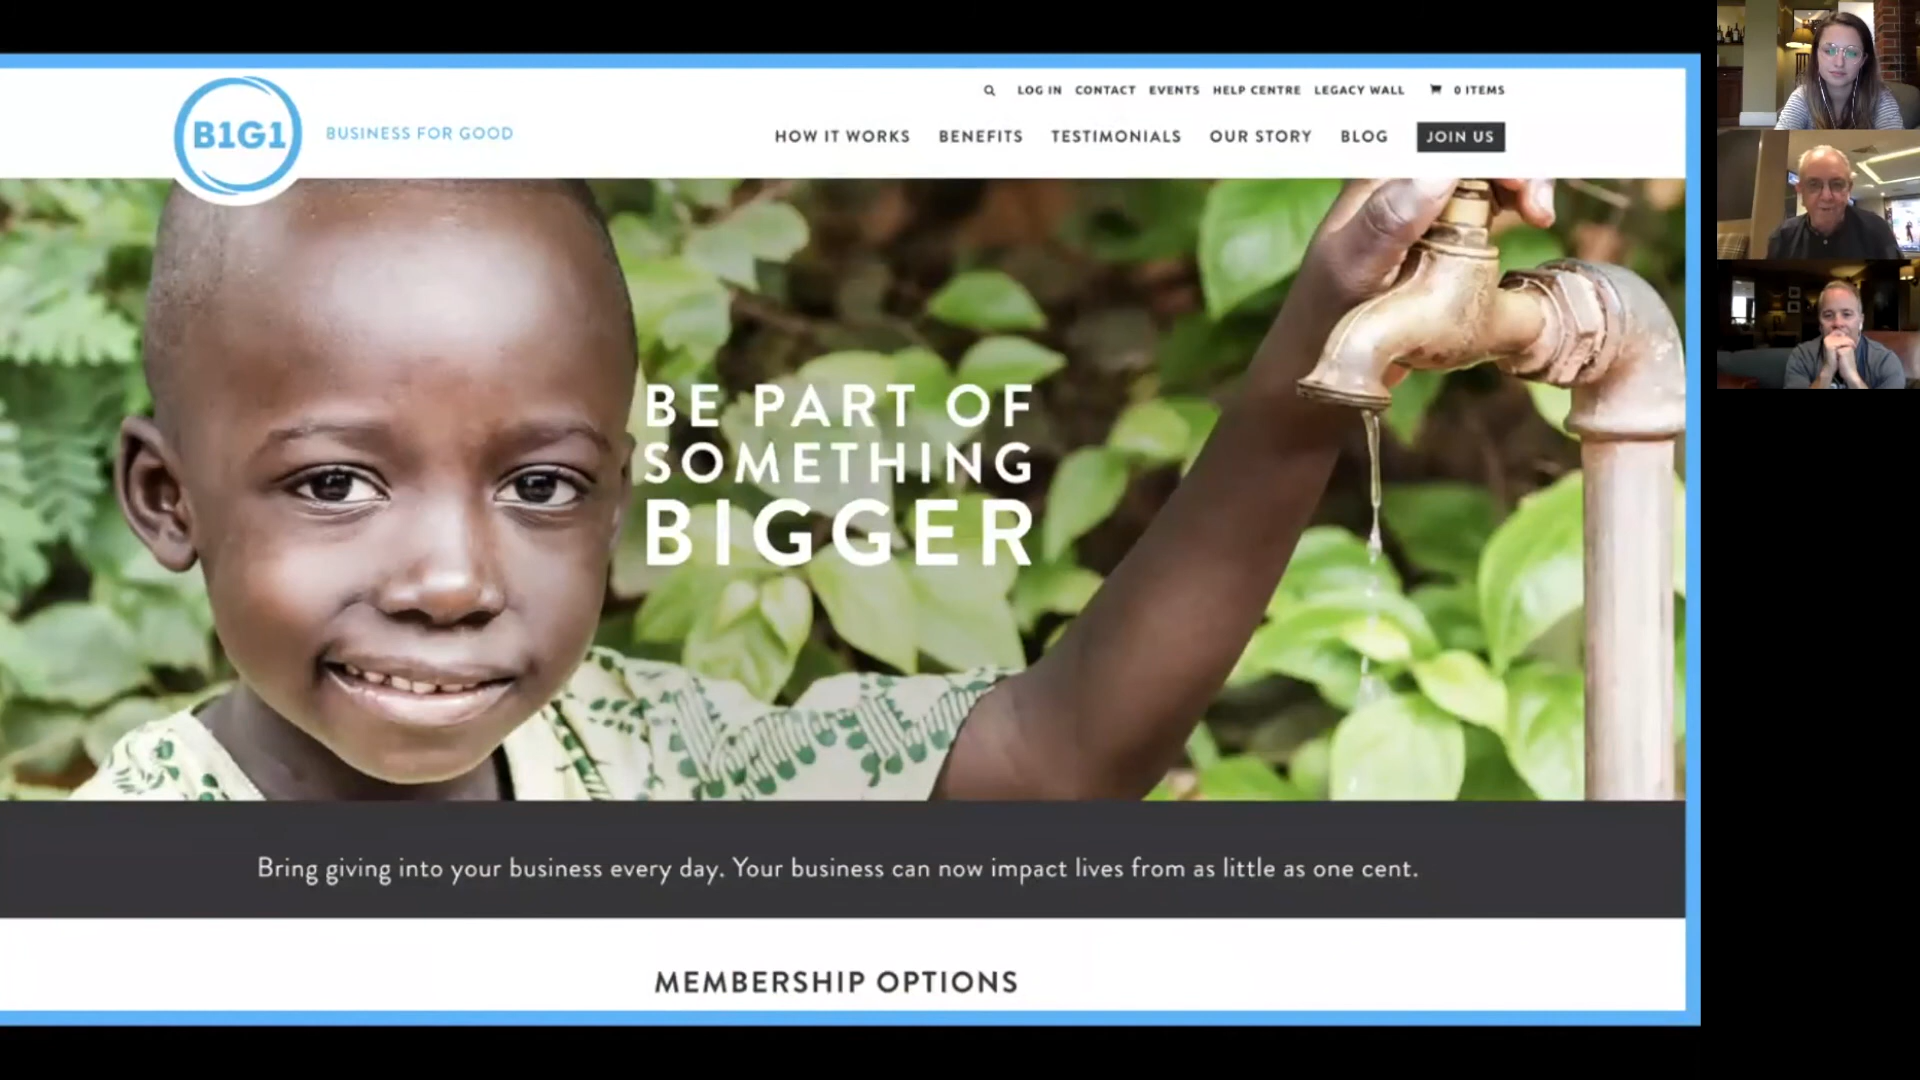 LOG IN CONTACT EVENTS HELP CENTRE LEGACY WALL 0 ITEMS
B1G1 BUSINESS FOR GOOD
HOW IT WORKS BENEFITS TESTIMONIALS OUR STORY BLOG JOIN US
BE PART OF
SOMETHING
BIGGER
Bring giving into your business every day. Your business can now impact lives from as little as one cent.
MEMBERSHIP OPTIONS